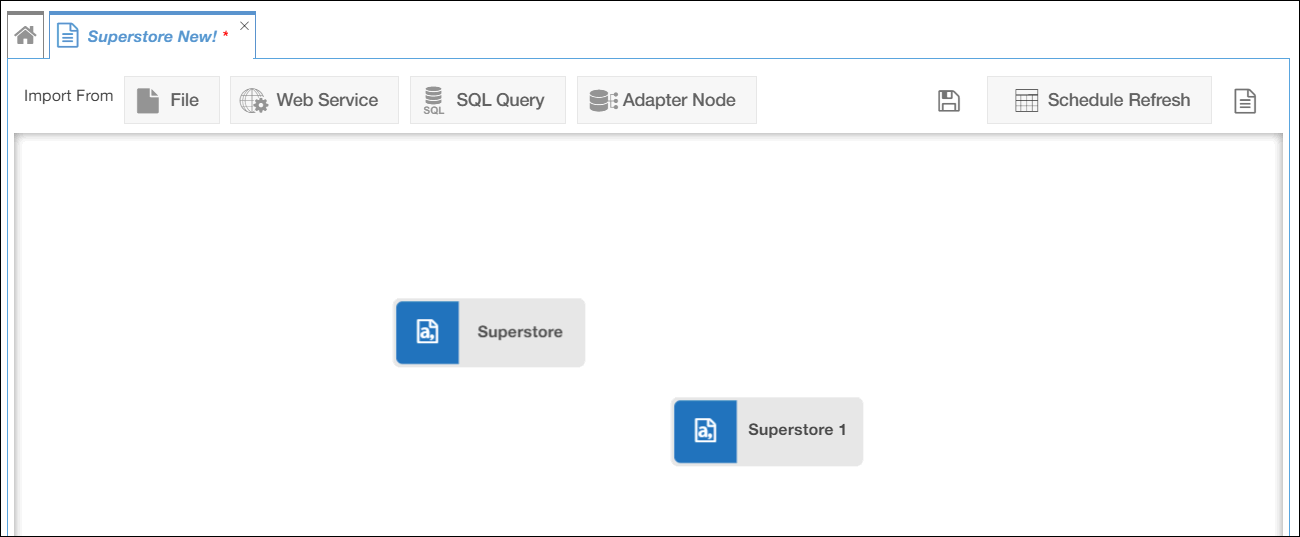 Superstore New! *
Import From File Web Service SQL SQL Query Adapter Node Schedule Refresh
a, Superstore
a, Superstore 1